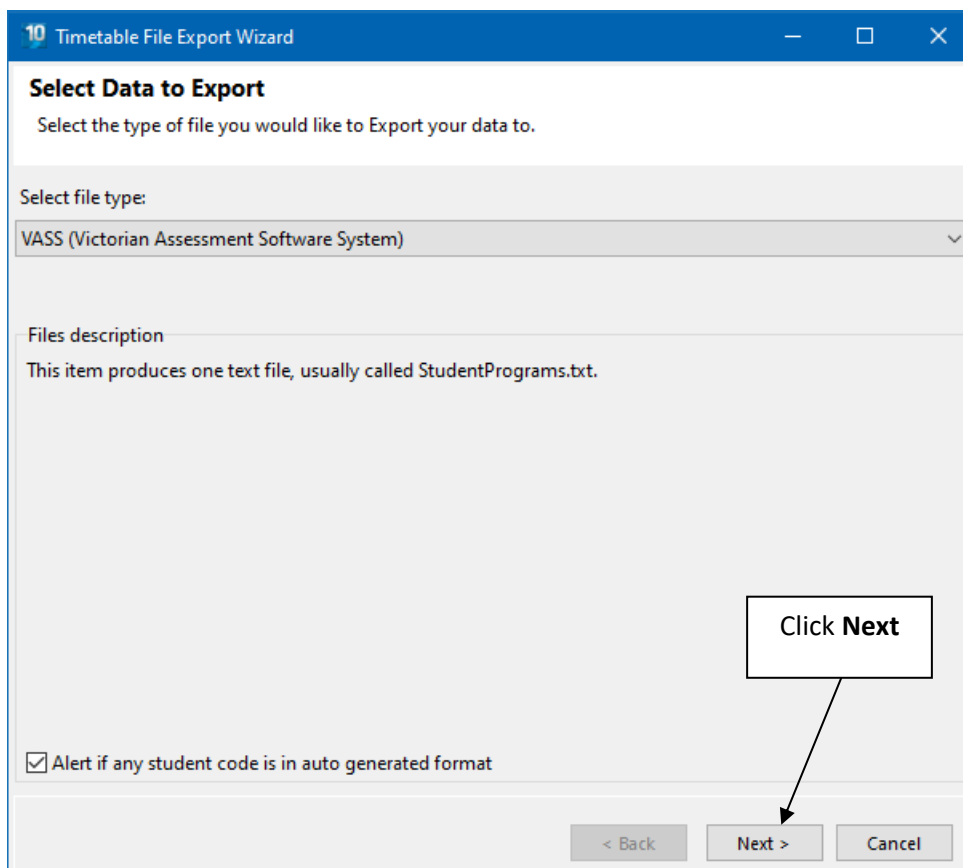 10 Timetable File Export Wizard
Select Data to Export
Select the type of file you would like to Export your data to.
Select file type:
VASS (Victorian Assessment Software System)
Files description
This item produces one text file, usually called StudentPrograms.txt.
Click Next
Alert if any student code is in auto generated format
< Back Next > Cancel